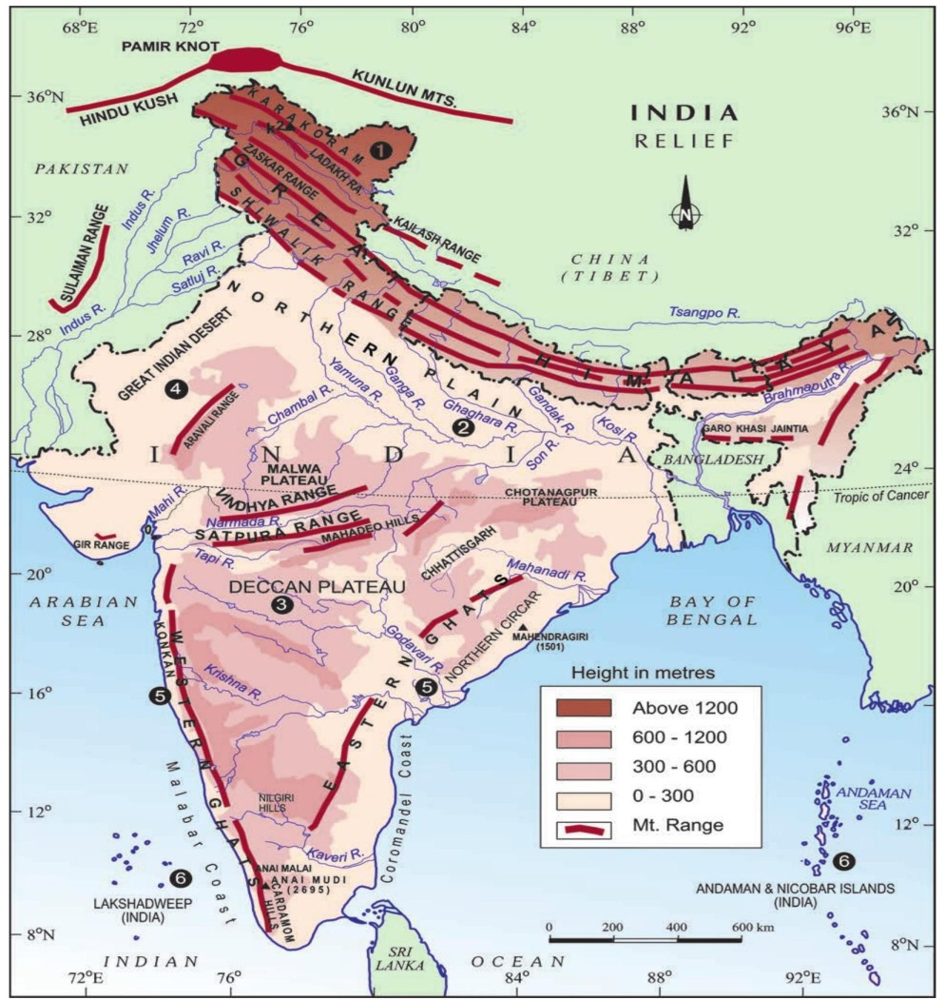 68°E
72°
76°
80°
84°
88°
92°
96°E
PAMIR KNOT
HINDU KUSH
KUNLUN MTS.
36°N
36°N
INDIA
RELIEF
N
KARAKORAM
K2
1
LADAKH RA.
ZASKAR RANGE
PAKISTAN
GREAT HIMALAYA
SHIWALIK RANGE
KAILASH RANGE
CHINA
(TIBET)
32°
32°
SULAIMAN RANGE
Indus R.
Jhelum R.
Ravi R.
Satluj R.
Indus R.
Tsangpo R.
28°
28°
NORTHERN PLAIN
GREAT INDIAN DESERT
4
ARAVALI RANGE
Yamuna R.
Ganga R.
Chambal R.
Ghaghara R.
2
Gandak R.
Kosi R.
Son R.
Brahmaputra R.
GARO KHASI JAINTIA
BANGLADESH
INDIA
24°
Tropic of Cancer
MALWA
PLATEAU
VINDHYA RANGE
CHOTANAGPUR
PLATEAU
Mahi R.
Narmada R.
SATPURA RANGE
MAHADEO HILLS
GIR RANGE
Tapi R.
CHHATTISGARH
Mahanadi R.
MYANMAR
20°
20°
ARABIAN
SEA
DECCAN PLATEAU
3
BAY OF
BENGAL
Godavari R.
EASTERN GHATS
NORTHERN CIRCAR
MAHENDRAGIRI
(1501)
KONKAN
WESTERN GHATS
5
5
Krishna R.
16°
Height in metres
Above 1200
600 - 1200
300 - 600
0 - 300
Mt. Range
Malabar Coast
Coromandel Coast
NILGIRI
HILLS
12°
12°
ANDAMAN
SEA
Kaveri R.
ANAI MALAI
ANAI MUDI
(2695)
CARDAMOM
HILLS
6
LAKSHADWEEP
(INDIA)
6
ANDAMAN & NICOBAR ISLANDS
(INDIA)
0 200 400 600 km
8°N
8°N
INDIAN OCEAN
SRI
LANKA
72°E
76°
84°
88°
92°E